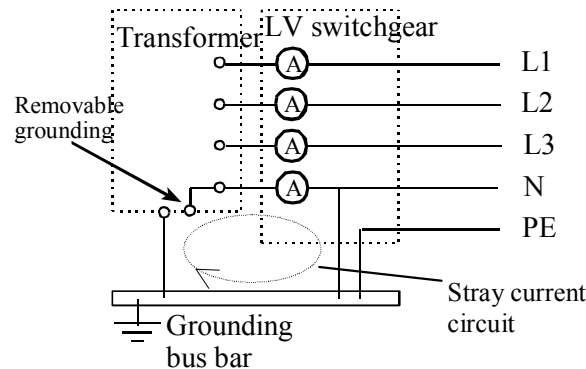 LV switchgear
Transformer
A
L1
Removable
grounding
A
L2
A
L3
A
N
PE
Stray current
circuit
Grounding
bus bar